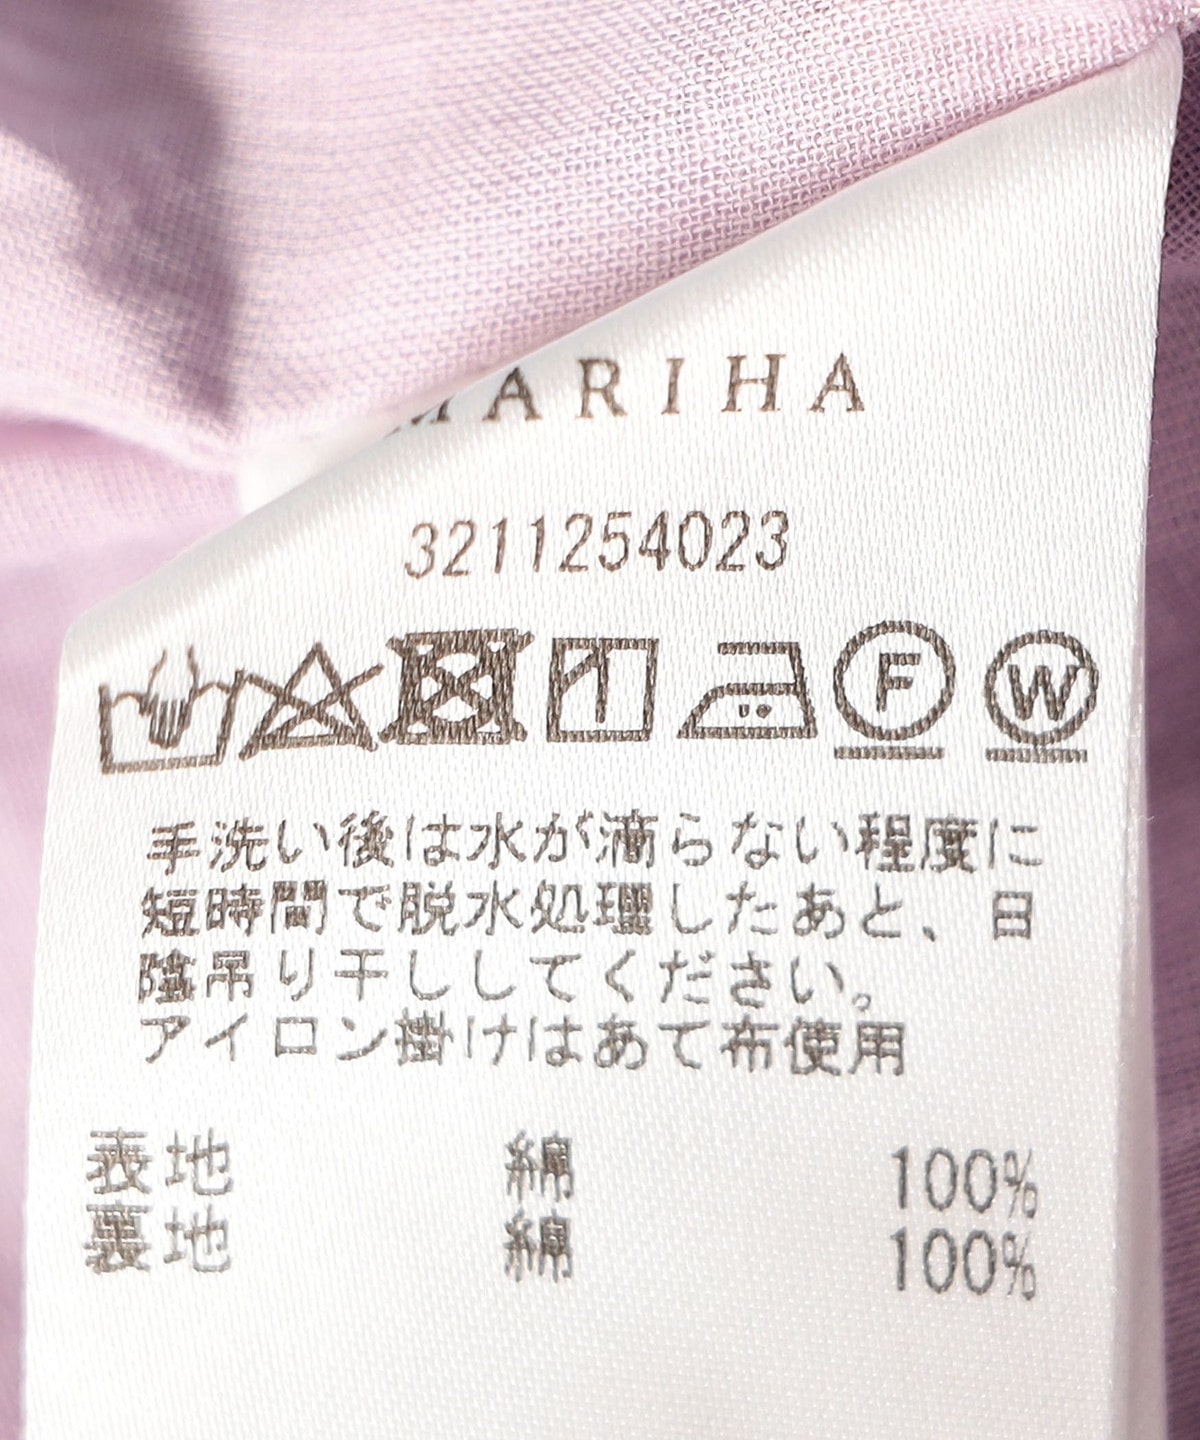 MARIHA
3211254023
F W
手洗い後は水が滴らない程度に
短時間で脱水処理したあと、日
陰吊り干ししてください。
アイロン掛けはあて布使用
表地 綿 100%
裏地 綿 100%